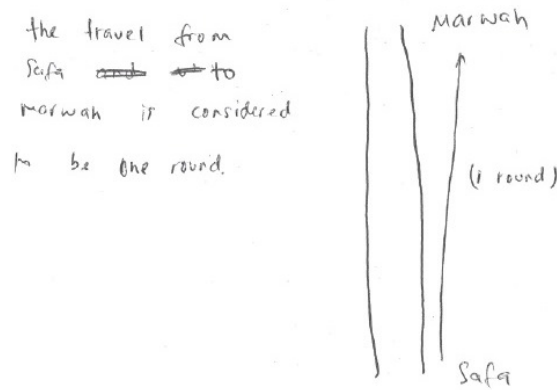 the travel from
Safa to
marwah is considered
to be one round.
Marwah
(1 round)
Safa